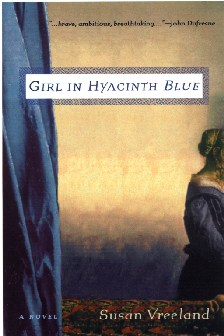 "...brave, ambitious, breathtaking...."—John Dufresne
GIRL IN HYACINTH BLUE
A NOVEL
Susan Vreeland